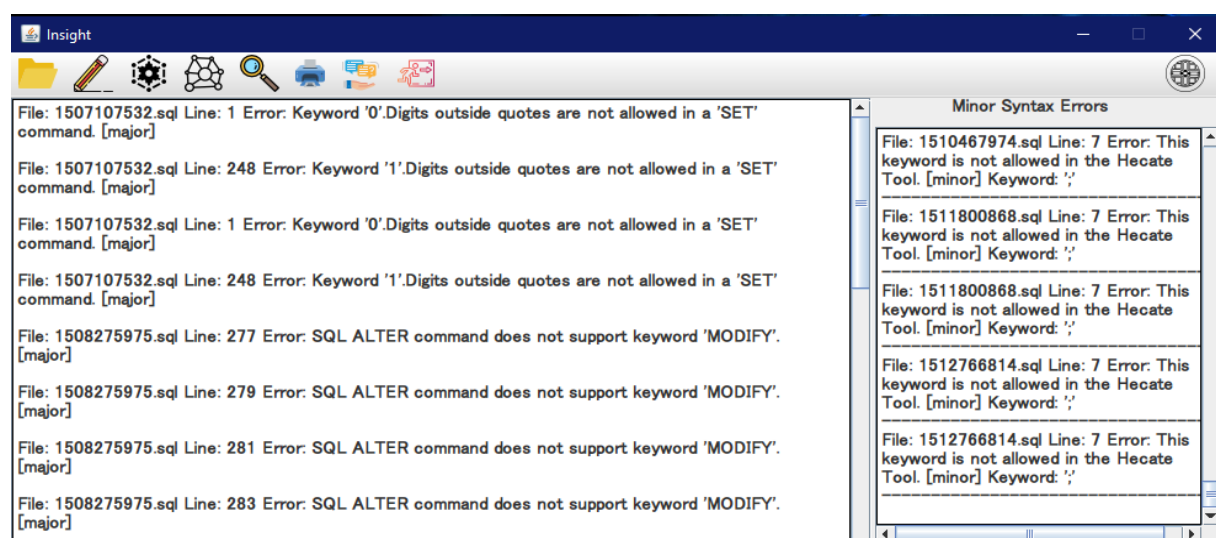 Insight
File: 1507107532.sql Line: 1 Error: Keyword '0'.Digits outside quotes are not allowed in a 'SET'
command. [major]
File: 1507107532.sql Line: 248 Error: Keyword '1'.Digits outside quotes are not allowed in a 'SET'
command. [major]
File: 1507107532.sql Line: 1 Error: Keyword '0'.Digits outside quotes are not allowed in a 'SET'
command. [major]
File: 1507107532.sql Line: 248 Error: Keyword '1'.Digits outside quotes are not allowed in a 'SET'
command. [major]
File: 1508275975.sql Line: 277 Error: SQL ALTER command does not support keyword 'MODIFY'.
[major]
File: 1508275975.sql Line: 279 Error: SQL ALTER command does not support keyword 'MODIFY'.
[major]
File: 1508275975.sql Line: 281 Error: SQL ALTER command does not support keyword 'MODIFY'.
[major]
File: 1508275975.sql Line: 283 Error: SQL ALTER command does not support keyword 'MODIFY'.
[major]
Minor Syntax Errors
File: 1510467974.sql Line: 7 Error: This
keyword is not allowed in the Hecate
Tool. [minor] Keyword: ';'
File: 1511800868.sql Line: 7 Error: This
keyword is not allowed in the Hecate
Tool. [minor] Keyword: ';'
File: 1511800868.sql Line: 7 Error: This
keyword is not allowed in the Hecate
Tool. [minor] Keyword: ';'
File: 1512766814.sql Line: 7 Error: This
keyword is not allowed in the Hecate
Tool. [minor] Keyword: ';'
File: 1512766814.sql Line: 7 Error: This
keyword is not allowed in the Hecate
Tool. [minor] Keyword: ';'